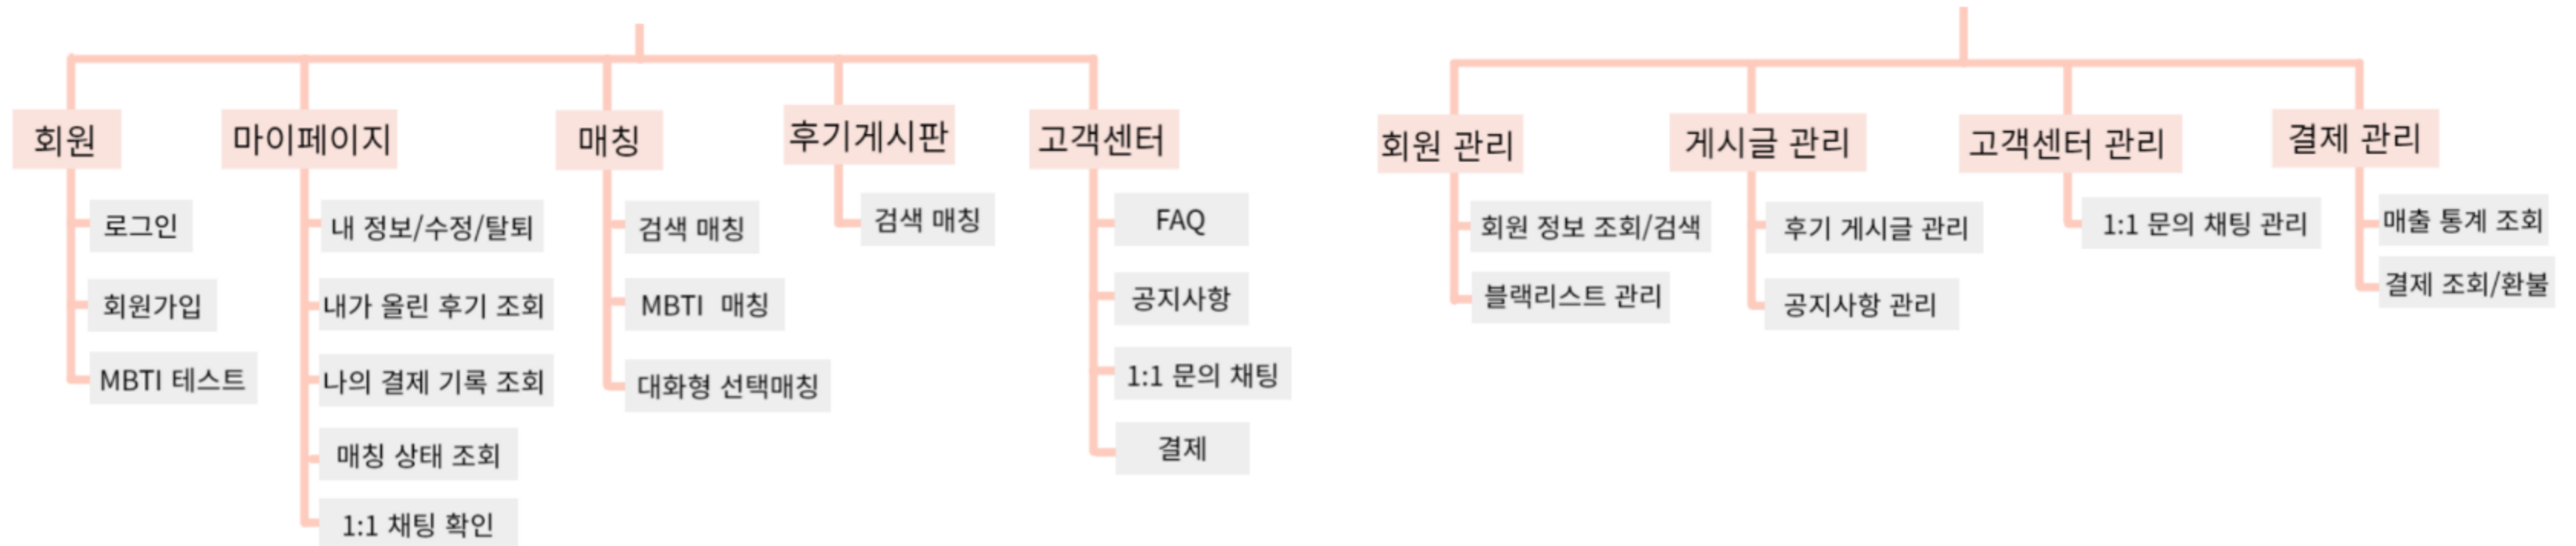 회원
로그인
회원가입
MBTI 테스트
마이페이지
내 정보/수정/탈퇴
내가 올린 후기 조회
나의 결제 기록 조회
매칭 상태 조회
1:1 채팅 확인
매칭
검색 매칭
MBTI 매칭
대화형 선택매칭
후기게시판
검색 매칭
고객센터
FAQ
공지사항
1:1 문의 채팅
결제
회원 관리
회원 정보 조회/검색
블랙리스트 관리
게시글 관리
후기 게시글 관리
공지사항 관리
고객센터 관리
1:1 문의 채팅 관리
결제 관리
매출 통계 조회
결제 조회/환불